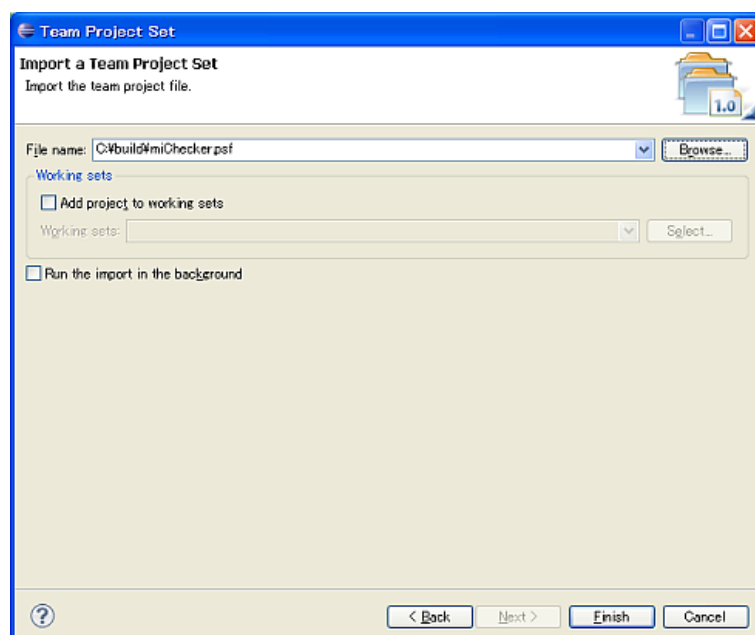 Team Project Set
Import a Team Project Set
Import the team project file.
1.0
File name: C:¥build¥miChecker.psf Browse...
Working sets
Add project to working sets
Working sets: Select...
Run the import in the background
? < Back Next > Finish Cancel